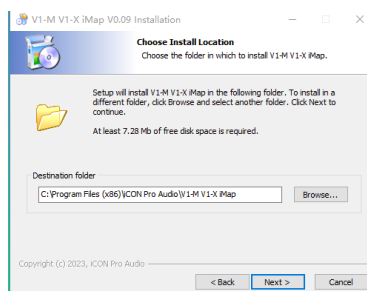 V1-M V1-X iMap V0.09 Installation
Choose Install Location
Choose the folder in which to install V1-M V1-X iMap.
Setup will install V1-M V1-X iMap in the following folder. To install in a
different folder, click Browse and select another folder. Click Next to
continue.
At least 7.28 Mb of free disk space is required.
Destination folder
C:\Program Files (x86)\iCON Pro Audio\V1-M V1-X iMap
Browse...
Copyright (c) 2023, iCON Pro Audio
< Back
Next >
Cancel